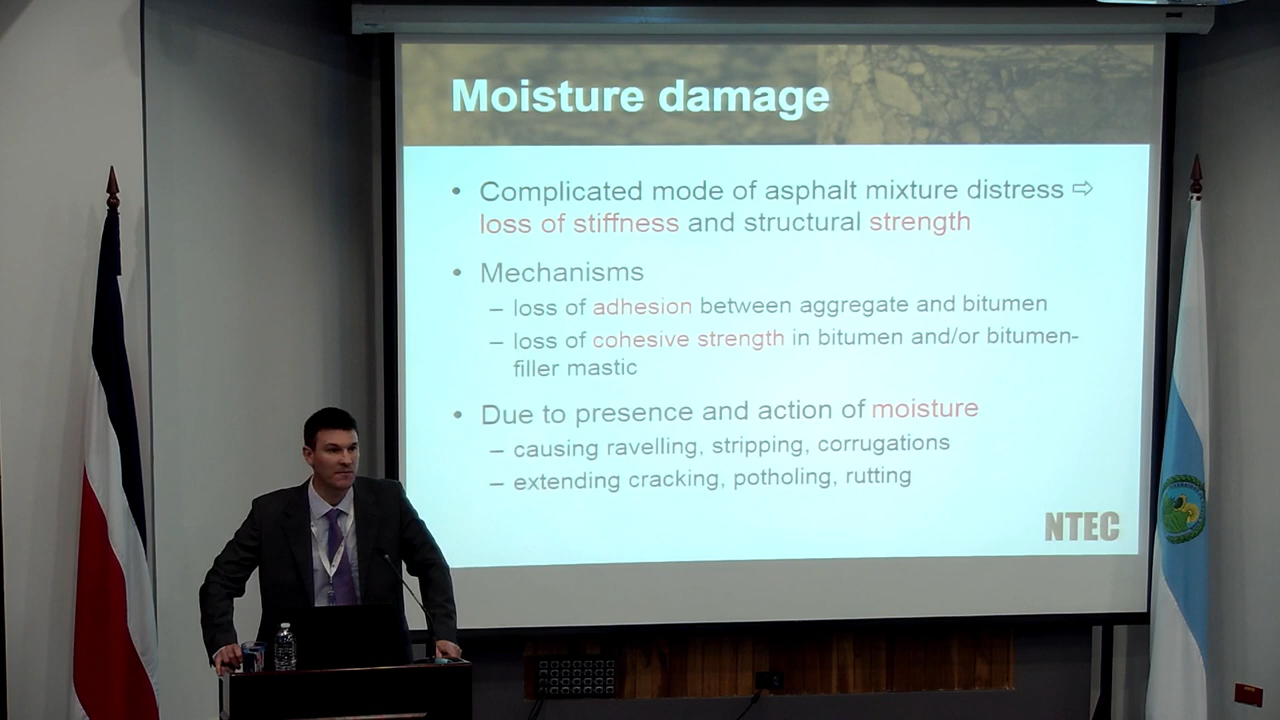 Moisture damage
• Complicated mode of asphalt mixture distress ⇨
loss of stiffness and structural strength
• Mechanisms
– loss of adhesion between aggregate and bitumen
– loss of cohesive strength in bitumen and/or bitumen-
filler mastic
• Due to presence and action of moisture
– causing ravelling, stripping, corrugations
– extending cracking, potholing, rutting
NTEC